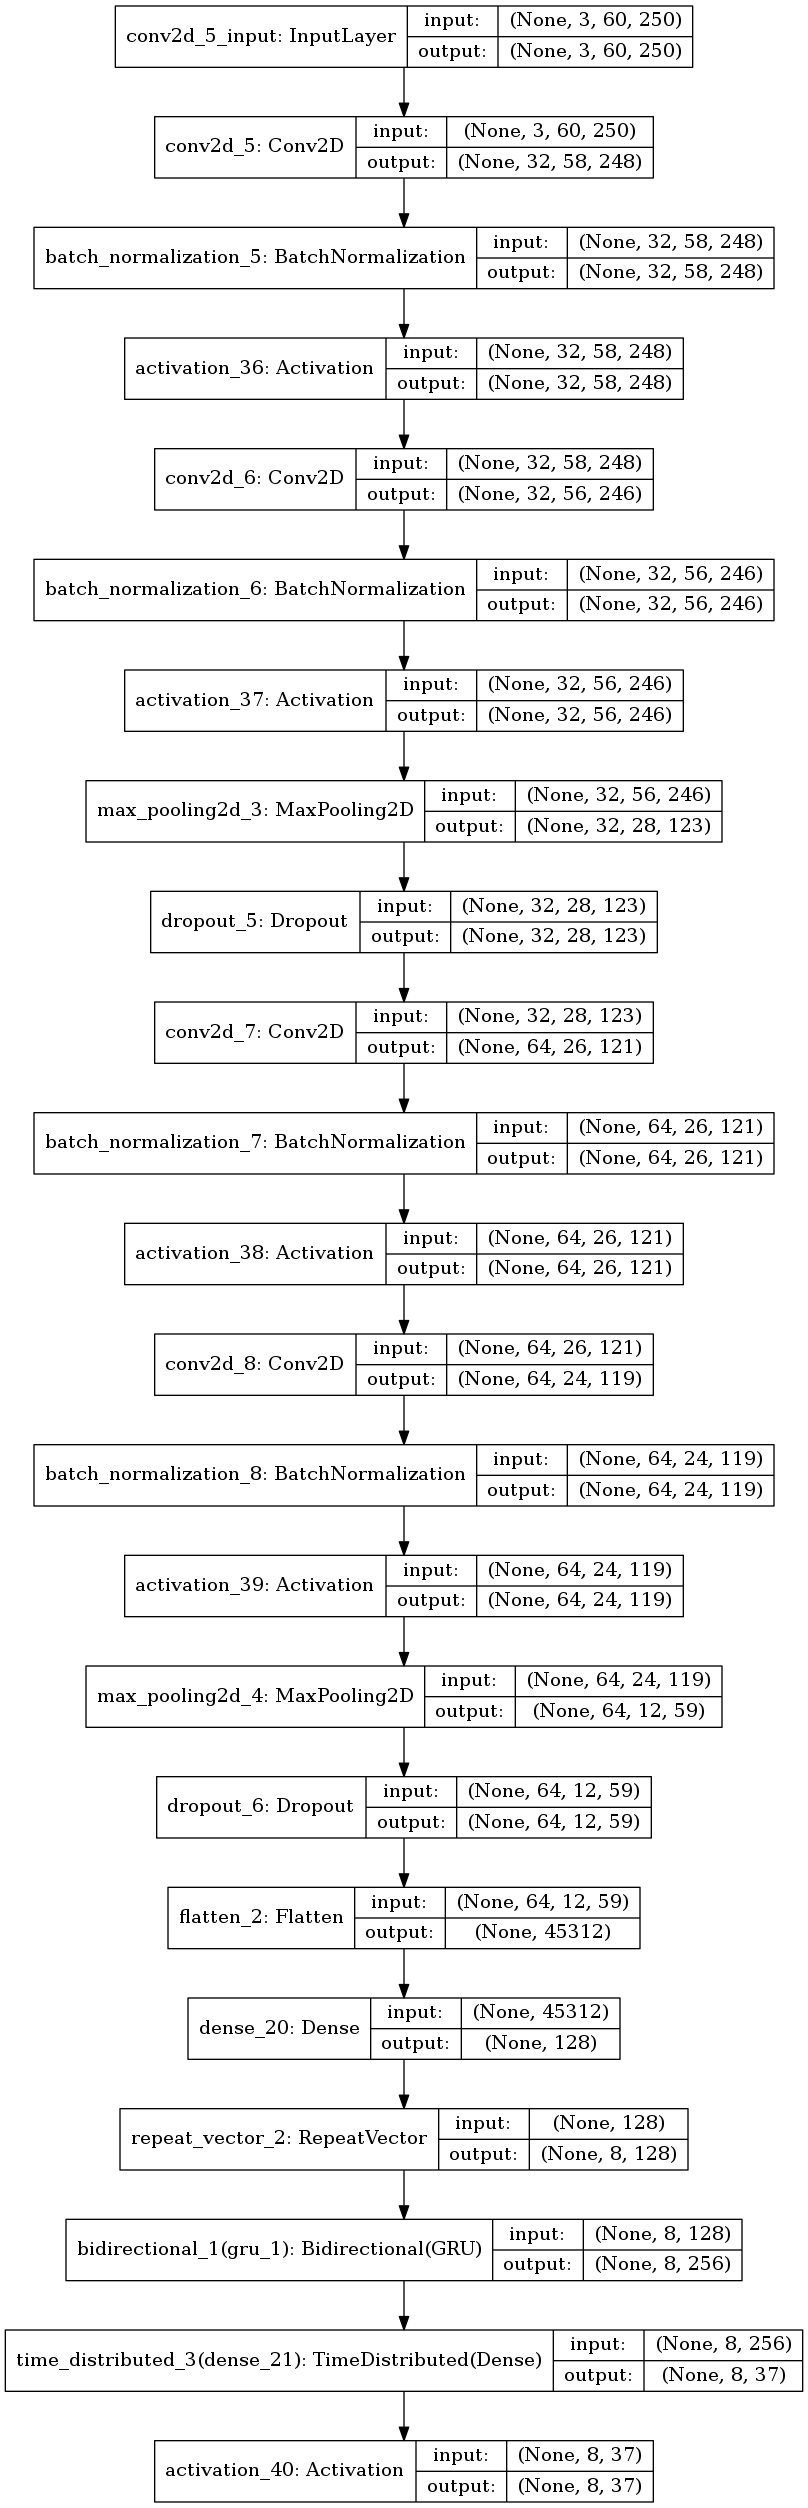 conv2d_5_input: InputLayer input: (None, 3, 60, 250)
output: (None, 3, 60, 250)
conv2d_5: Conv2D input: (None, 3, 60, 250)
output: (None, 32, 58, 248)
batch_normalization_5: BatchNormalization input: (None, 32, 58, 248)
output: (None, 32, 58, 248)
activation_36: Activation input: (None, 32, 58, 248)
output: (None, 32, 58, 248)
conv2d_6: Conv2D input: (None, 32, 58, 248)
output: (None, 32, 56, 246)
batch_normalization_6: BatchNormalization input: (None, 32, 56, 246)
output: (None, 32, 56, 246)
activation_37: Activation input: (None, 32, 56, 246)
output: (None, 32, 56, 246)
max_pooling2d_3: MaxPooling2D input: (None, 32, 56, 246)
output: (None, 32, 28, 123)
dropout_5: Dropout input: (None, 32, 28, 123)
output: (None, 32, 28, 123)
conv2d_7: Conv2D input: (None, 32, 28, 123)
output: (None, 64, 26, 121)
batch_normalization_7: BatchNormalization input: (None, 64, 26, 121)
output: (None, 64, 26, 121)
activation_38: Activation input: (None, 64, 26, 121)
output: (None, 64, 26, 121)
conv2d_8: Conv2D input: (None, 64, 26, 121)
output: (None, 64, 24, 119)
batch_normalization_8: BatchNormalization input: (None, 64, 24, 119)
output: (None, 64, 24, 119)
activation_39: Activation input: (None, 64, 24, 119)
output: (None, 64, 24, 119)
max_pooling2d_4: MaxPooling2D input: (None, 64, 24, 119)
output: (None, 64, 12, 59)
dropout_6: Dropout input: (None, 64, 12, 59)
output: (None, 64, 12, 59)
flatten_2: Flatten input: (None, 64, 12, 59)
output: (None, 45312)
dense_20: Dense input: (None, 45312)
output: (None, 128)
repeat_vector_2: RepeatVector input: (None, 128)
output: (None, 8, 128)
bidirectional_1(gru_1): Bidirectional(GRU) input: (None, 8, 128)
output: (None, 8, 256)
time_distributed_3(dense_21): TimeDistributed(Dense) input: (None, 8, 256)
output: (None, 8, 37)
activation_40: Activation input: (None, 8, 37)
output: (None, 8, 37)